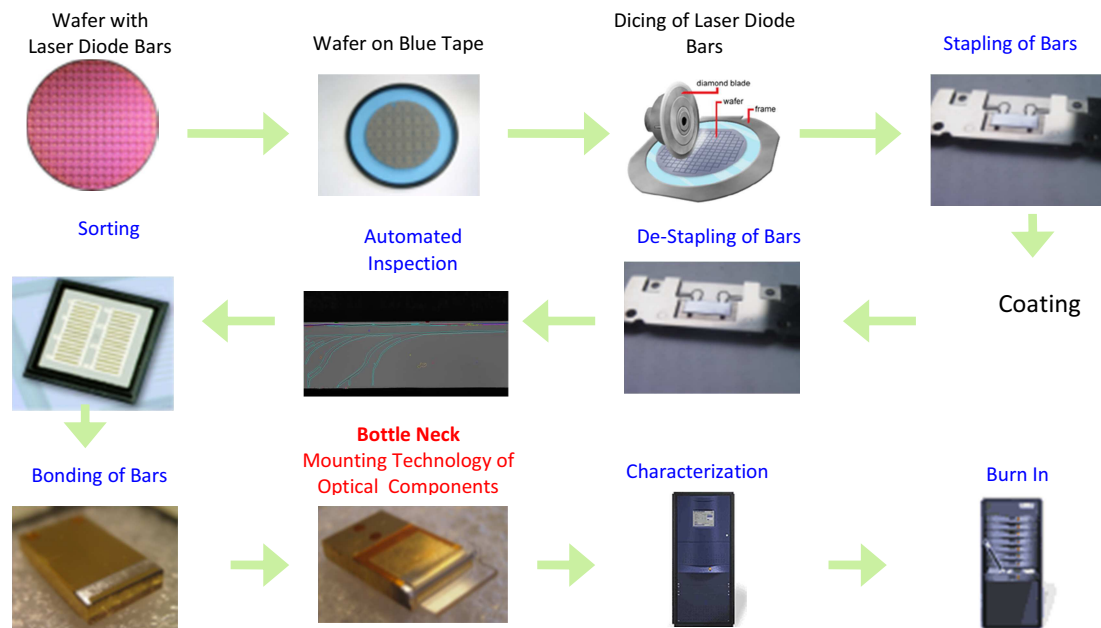 Wafer with
Laser Diode Bars
Wafer on Blue Tape
Dicing of Laser Diode
Bars
diamond blade
wafer
frame
Stapling of Bars
Coating
De-Stapling of Bars
Automated
Inspection
Sorting
Bonding of Bars
Bottle Neck
Mounting Technology of
Optical Components
Characterization
Burn In